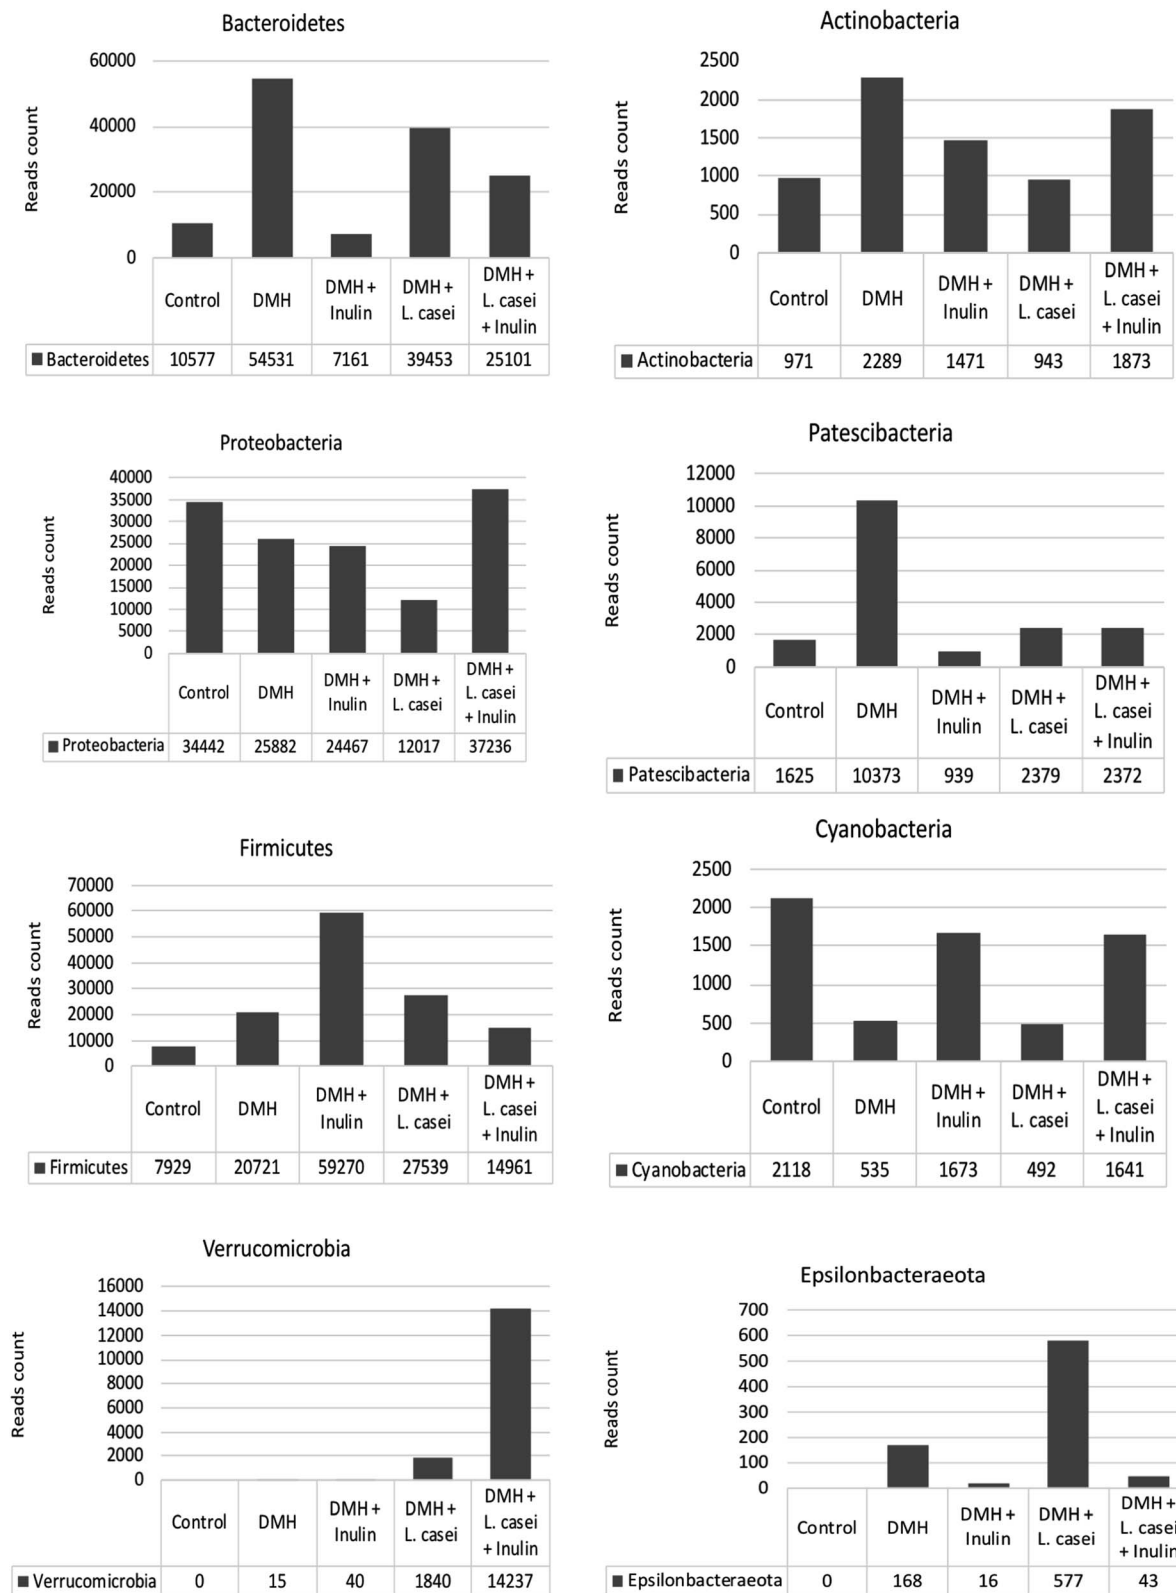 Bacteroidetes
Reads count
60000
40000
20000
0
Control
DMH
DMH +
Inulin
DMH +
L. casei
DMH +
L. casei
+ Inulin
Bacteroidetes 10577 54531 7161 39453 25101
Actinobacteria
Reads count
2500
2000
1500
1000
500
0
Control
DMH
DMH +
Inulin
DMH +
L. casei
DMH +
L. casei
+ Inulin
Actinobacteria 971 2289 1471 943 1873
Proteobacteria
Reads count
40000
35000
30000
25000
20000
15000
10000
5000
0
Control
DMH
DMH +
Inulin
DMH +
L. casei
DMH +
L. casei
+ Inulin
Proteobacteria 34442 25882 24467 12017 37236
Patescibacteria
Reads count
12000
10000
8000
6000
4000
2000
0
Control
DMH
DMH +
Inulin
DMH +
L. casei
DMH +
L. casei
+ Inulin
Patescibacteria 1625 10373 939 2379 2372
Firmicutes
Reads count
70000
60000
50000
40000
30000
20000
10000
0
Control
DMH
DMH +
Inulin
DMH +
L. casei
DMH +
L. casei
+ Inulin
Firmicutes 7929 20721 59270 27539 14961
Cyanobacteria
Reads count
2500
2000
1500
1000
500
0
Control
DMH
DMH +
Inulin
DMH +
L. casei
DMH +
L. casei
+ Inulin
Cyanobacteria 2118 535 1673 492 1641
Verrucomicrobia
Reads count
16000
14000
12000
10000
8000
6000
4000
2000
0
Control
DMH
DMH +
Inulin
DMH +
L. casei
DMH +
L. casei
+ Inulin
Verrucomicrobia 0 15 40 1840 14237
Epsilonbacteraeota
Reads count
700
600
500
400
300
200
100
0
Control
DMH
DMH +
Inulin
DMH +
L. casei
DMH +
L. casei
+ Inulin
Epsilonbacteraeota 0 168 16 577 43